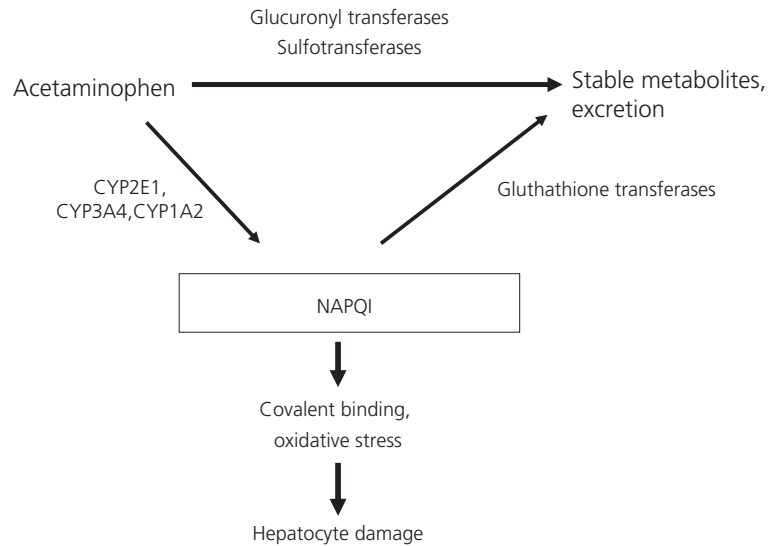 Glucuronyl transferases
Sulfotransferases
Acetaminophen
Stable metabolites,
excretion
CYP2E1,
CYP3A4,CYP1A2
Gluthathione transferases
NAPQI
Covalent binding,
oxidative stress
Hepatocyte damage